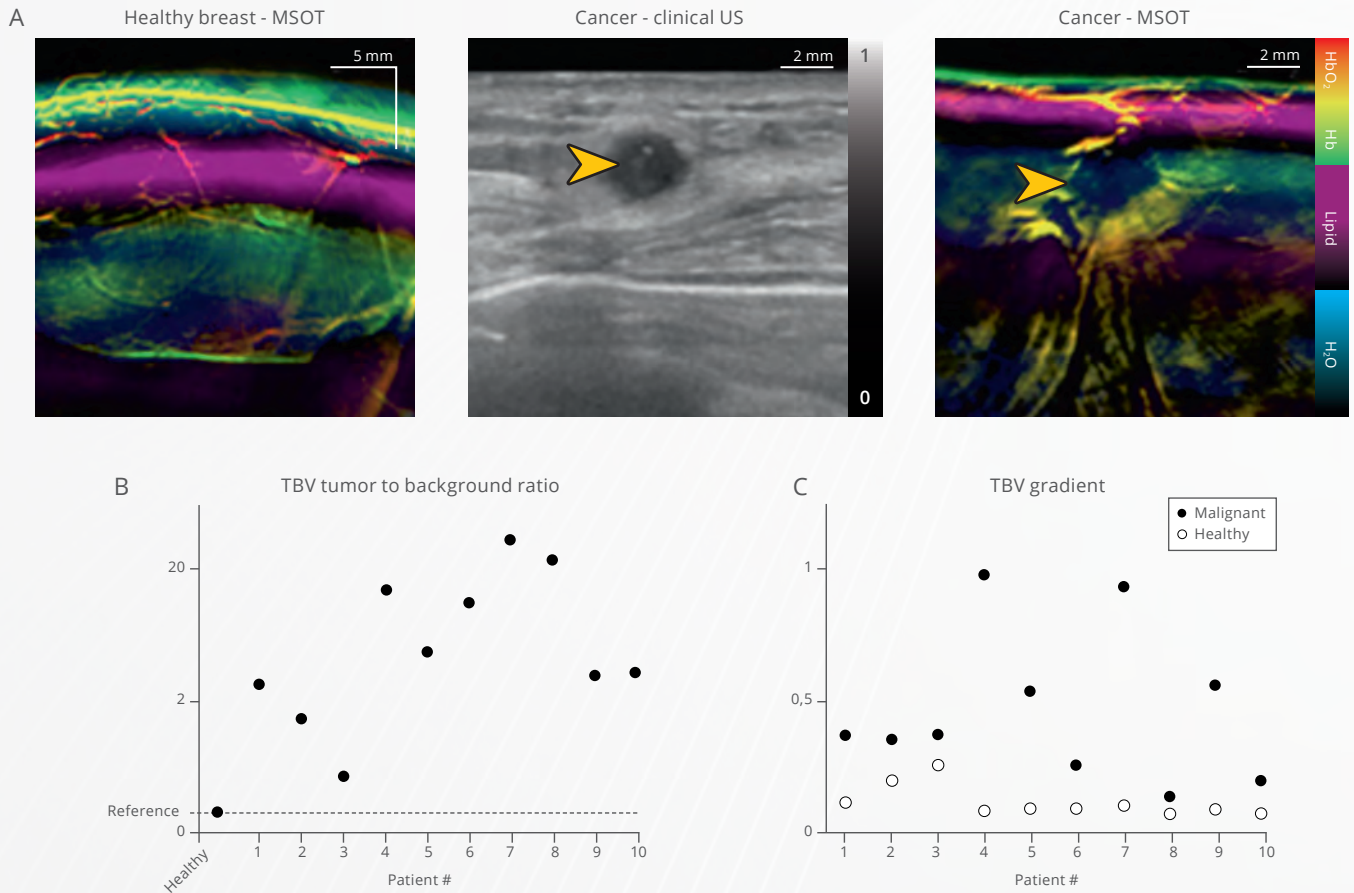 A
Healthy breast - MSOT
Cancer - clinical US
Cancer - MSOT
5 mm
2 mm
1
0
2 mm
HbO₂
Hb
Lipid
H₂O
B
TBV tumor to background ratio
20
2
Reference
0
Healthy
1 2 3 4 5 6 7 8 9 10
Patient #
C
TBV gradient
Malignant
Healthy
1
0,5
0
1 2 3 4 5 6 7 8 9 10
Patient #